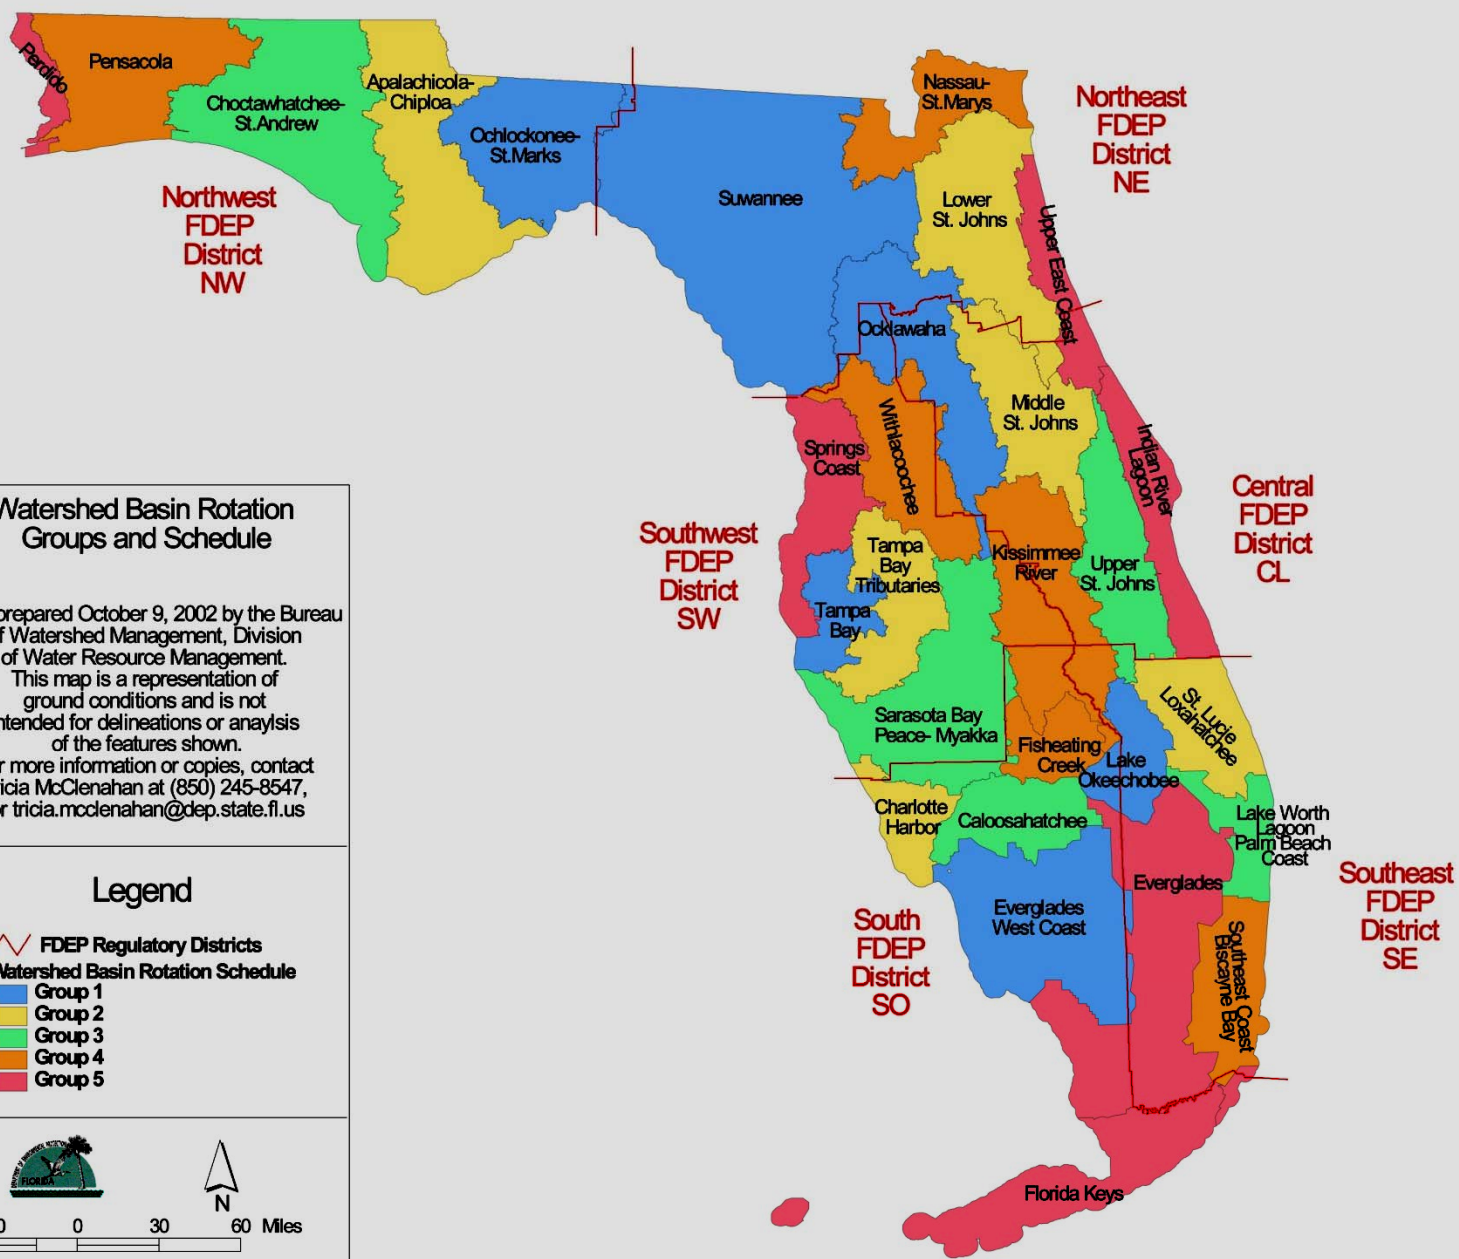 Perdido
Pensacola
Choctawhatchee-
St.Andrew
Apalachicola-
Chiploa
Ochlockonee-
St.Marks
Suwannee
Nassau-
St.Marys
Northeast
FDEP
District
NE
Northwest
FDEP
District
NW
Lower
St. Johns
Upper East Coast
Ocklawaha
Middle
St. Johns
Withlacoochee
Springs
Coast
Indian River
Lagoon
Central
FDEP
District
CL
Southwest
FDEP
District
SW
Tampa
Bay
Tributaries
Tampa
Bay
Kissimmee
River
Upper
St. Johns
Sarasota Bay
Peace- Myakka
Fisheating
Creek
Lake
Okeechobee
St. Lucie
Loxahatchee
Charlotte
Harbor
Caloosahatchee
Lake Worth
Lagoon
Palm Beach
Coast
Everglades
Everglades
West Coast
Southeast Coast
Biscayne Bay
South
FDEP
District
SO
Southeast
FDEP
District
SE
Florida Keys
Watershed Basin Rotation
Groups and Schedule
prepared October 9, 2002 by the Bureau
f Watershed Management, Division
of Water Resource Management.
This map is a representation of
ground conditions and is not
ntended for delineations or anaylsis
of the features shown.
r more information or copies, contact
icia McClenahan at (850) 245-8547,
r tricia.mcclenahan@dep.state.fl.us
Legend
FDEP Regulatory Districts
Watershed Basin Rotation Schedule
Group 1
Group 2
Group 3
Group 4
Group 5
FLORIDA
N
0 0 30 60 Miles